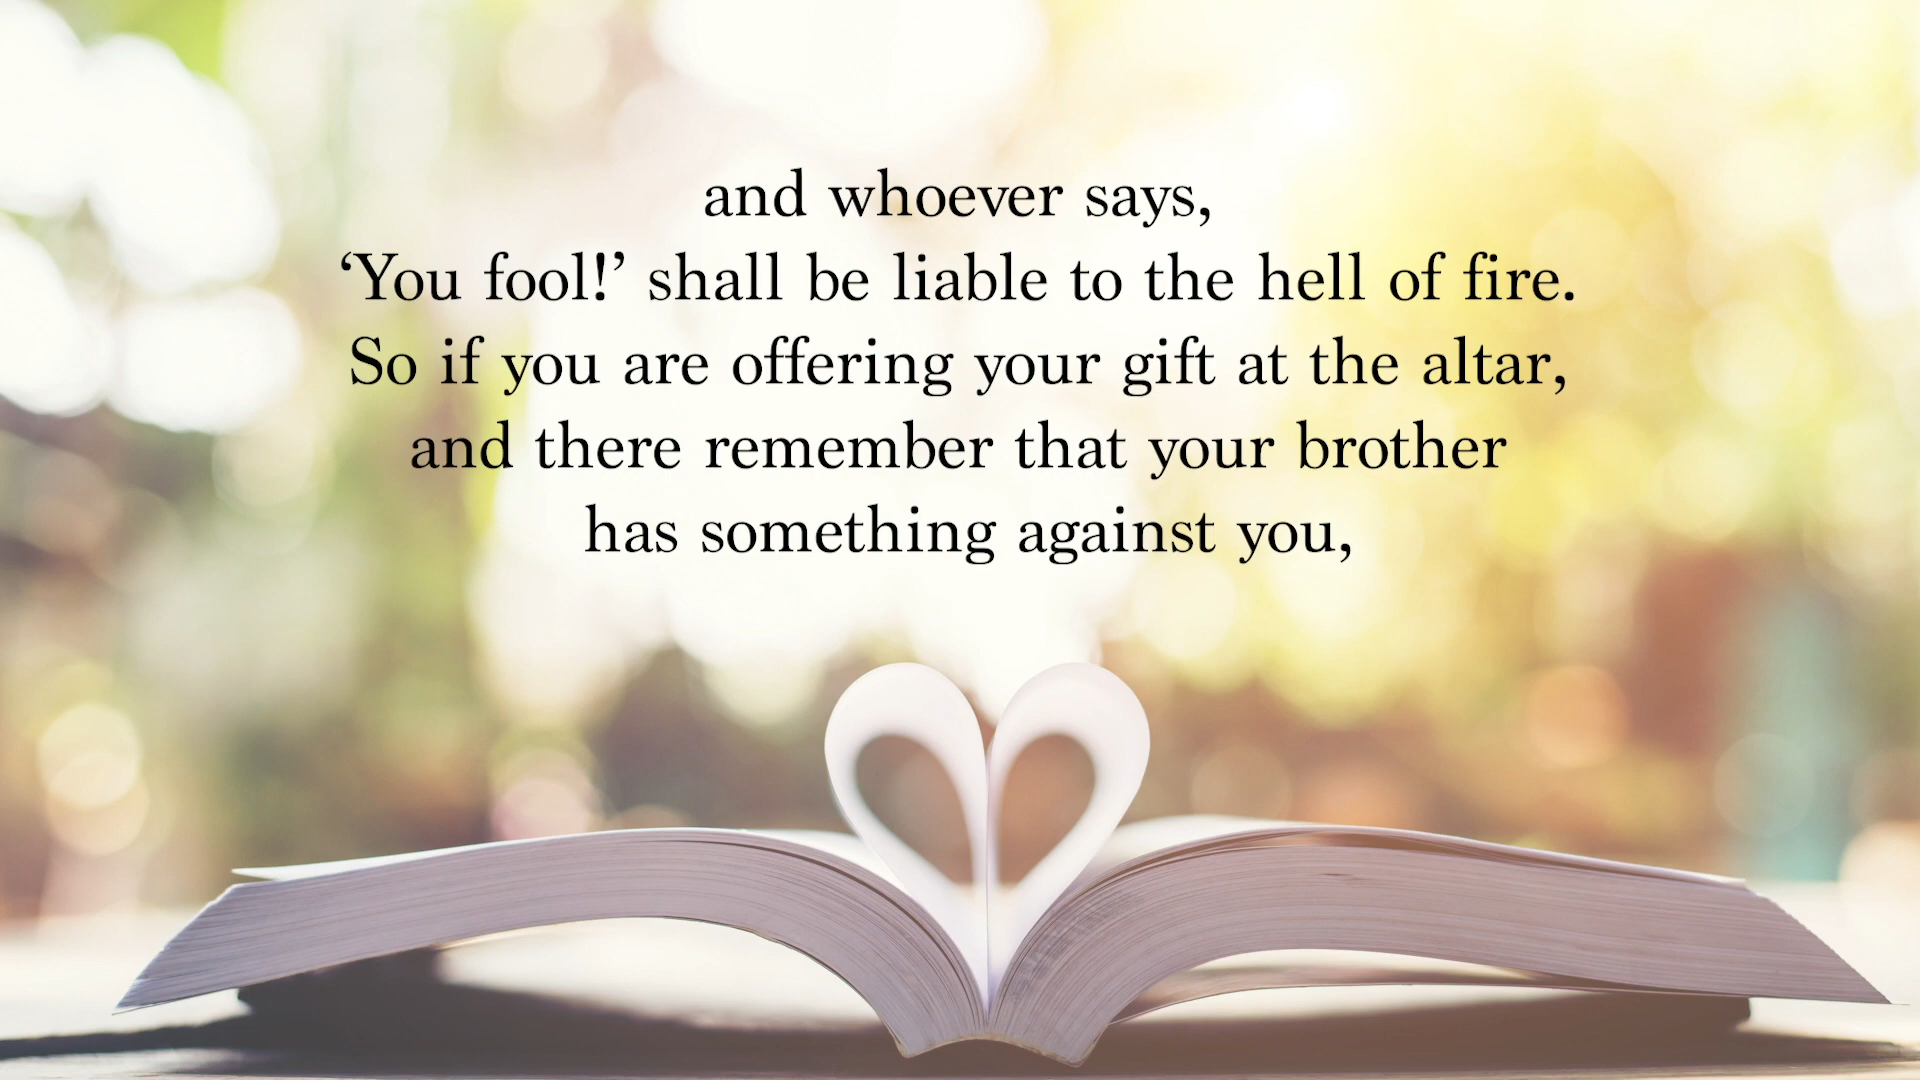 and whoever says,
‘You fool!’ shall be liable to the hell of fire.
So if you are offering your gift at the altar,
and there remember that your brother
has something against you,